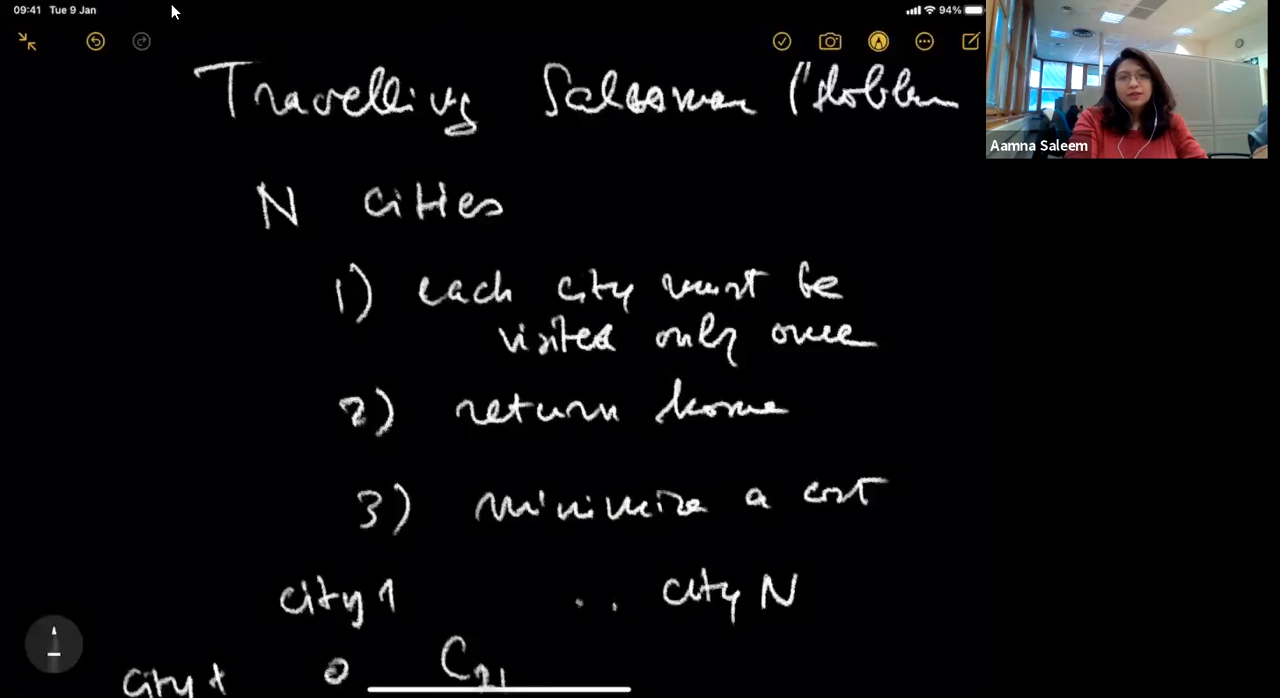 09:41 Tue 9 Jan
94%
Travelling Salesman Problem
N cities
1) each city must be
visited only once
2) return home
3) minimize a cost
city 1 .. city N
city 1 0 C21
Aamna Saleem